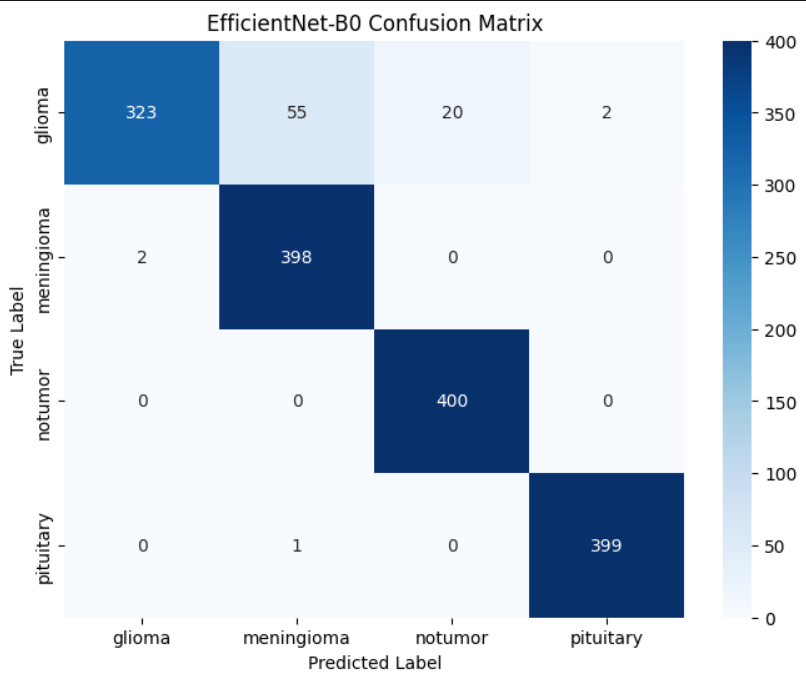 EfficientNet-B0 Confusion Matrix
True Label
glioma
323 55 20 2
meningioma
2 398 0 0
notumor
0 0 400 0
pituitary
0 1 0 399
glioma meningioma notumor pituitary
Predicted Label
400
350
300
250
200
150
100
50
0